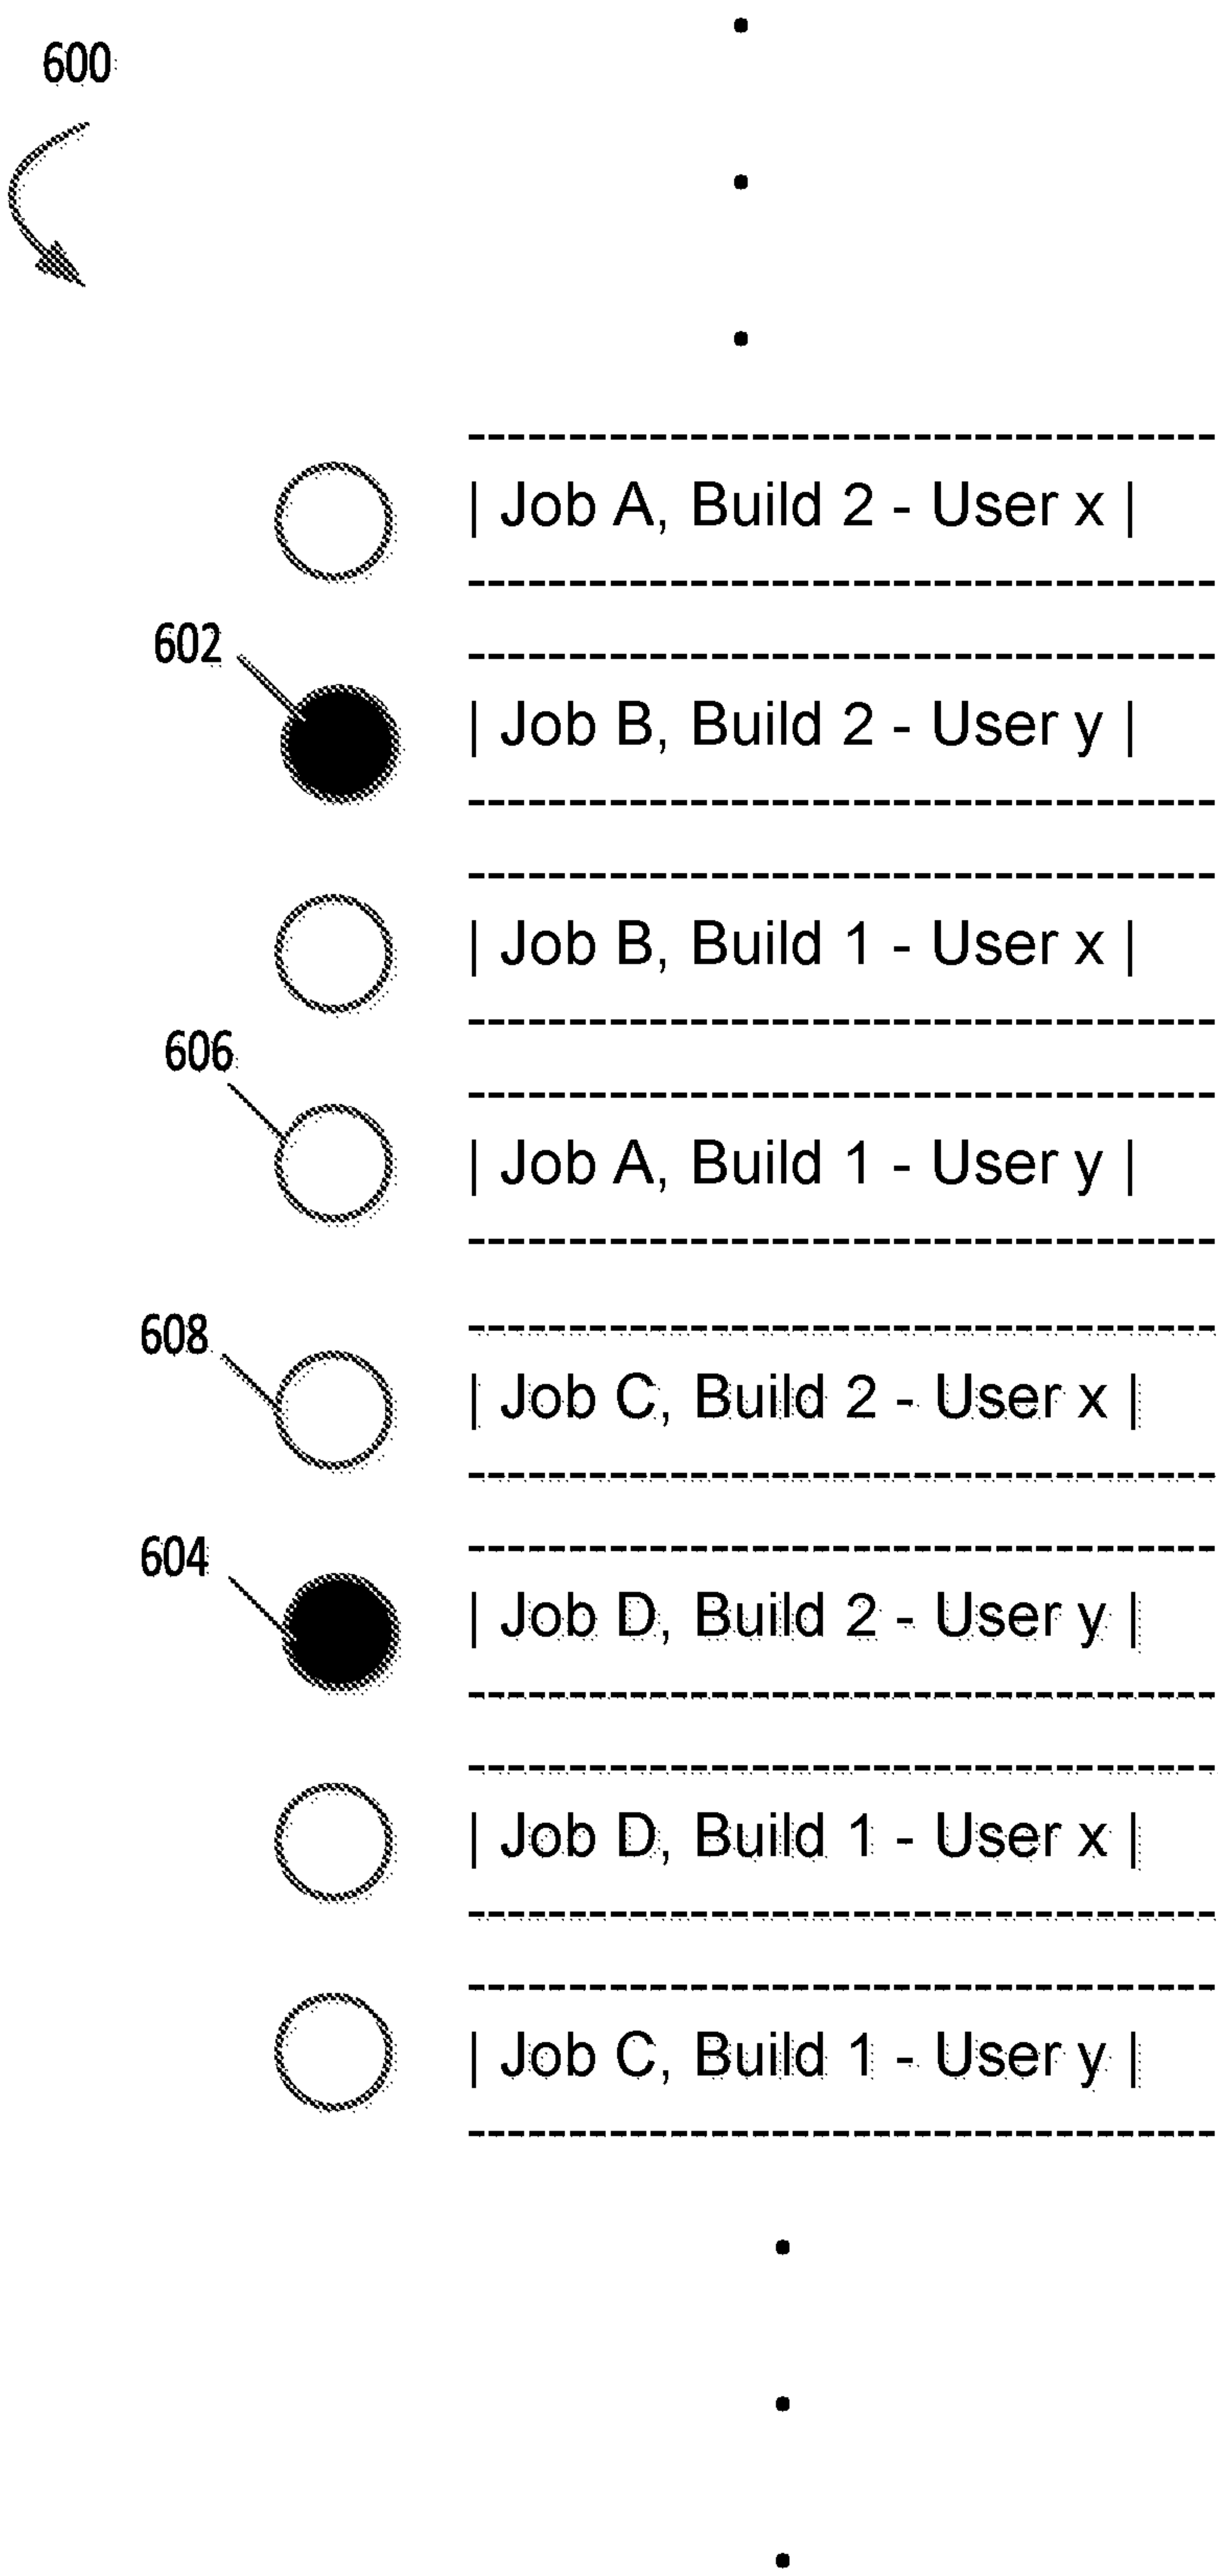 600
| Job A, Build 2 - User x |
602
| Job B, Build 2 - User y |
| Job B, Build 1 - User x |
606
| Job A, Build 1 - User y |
608
| Job C, Build 2 - User x |
604
| Job D, Build 2 - User y |
| Job D, Build 1 - User x |
| Job C, Build 1 - User y |